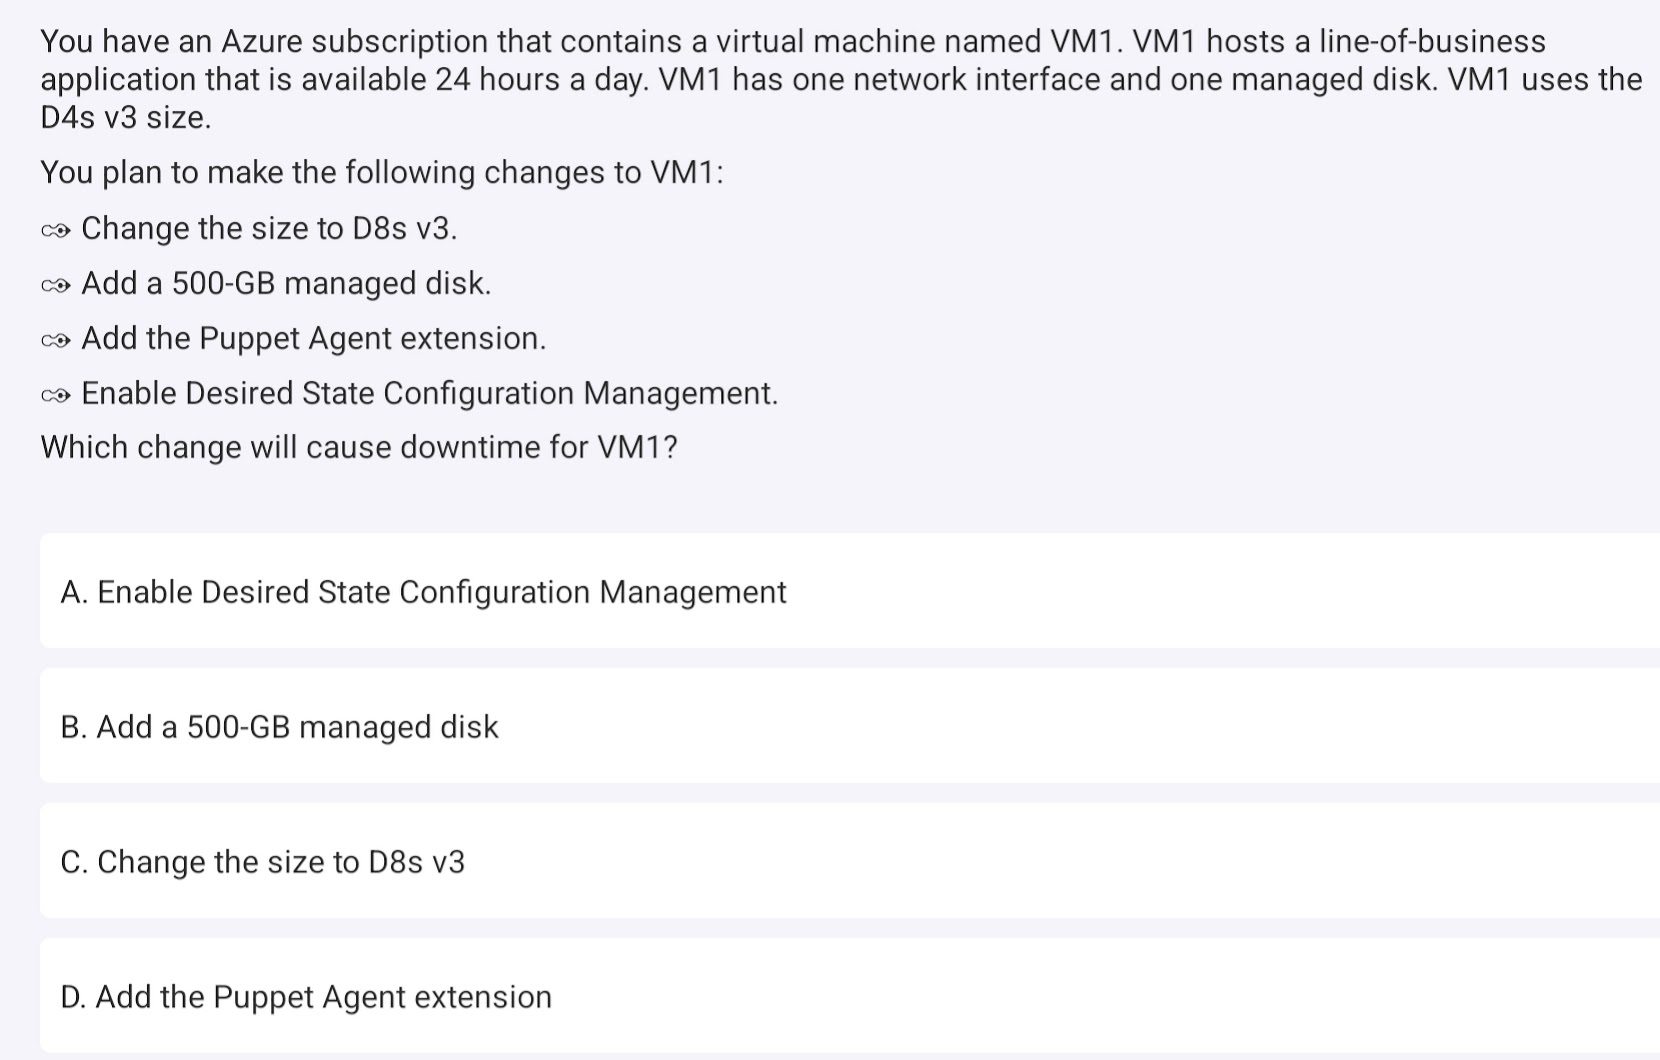 You have an Azure subscription that contains a virtual machine named VM1. VM1 hosts a line-of-business
application that is available 24 hours a day. VM1 has one network interface and one managed disk. VM1 uses the
D4s v3 size.
You plan to make the following changes to VM1:
Change the size to D8s v3.
Add a 500-GB managed disk.
Add the Puppet Agent extension.
Enable Desired State Configuration Management.
Which change will cause downtime for VM1?
A. Enable Desired State Configuration Management
B. Add a 500-GB managed disk
C. Change the size to D8s v3
D. Add the Puppet Agent extension